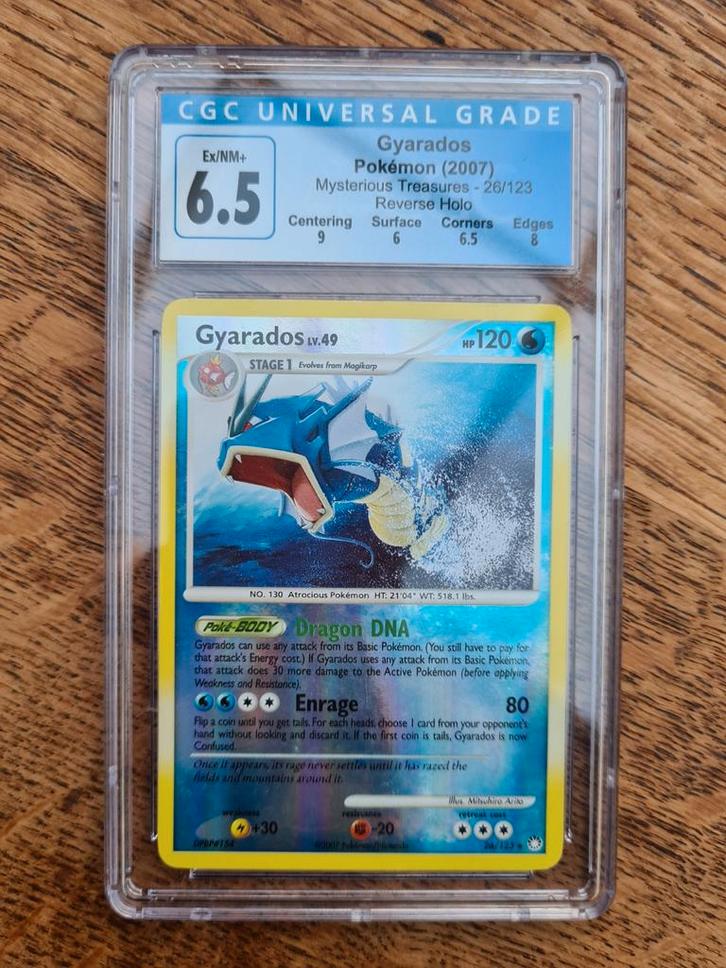 CGC UNIVERSAL GRADE
Ex/NM+
6.5
Gyarados
Pokémon (2007)
Mysterious Treasures - 26/123
Reverse Holo
Centering Surface Corners Edges
9 6 6.5 8
Gyarados LV.49 HP 120
STAGE 1 Evolves from Magikarp
NO. 130 Atrocious Pokémon HT: 21'04" WT: 518.1 lbs.
Poké-BODY Dragon DNA
Gyarados can use any attack from its Basic Pokémon. (You still have to pay for
that attack's Energy cost.) If Gyarados uses any attack from its Basic Pokémon,
that attack does 30 more damage to the Active Pokémon (before applying
Weakness and Resistance).
Enrage 80
Flip a coin until you get tails. For each heads, choose 1 card from your opponent's
hand without looking and discard it. If the first coin is tails, Gyarados is now
Confused.
Once it appears, its rage never settles until it has razed the
fields and mountains around it.
Illus. Mitsuhiro Arita
weakness resistance retreat cost
+30 -20
DPBP#154 ©2007 Pokémon/Nintendo 26/123